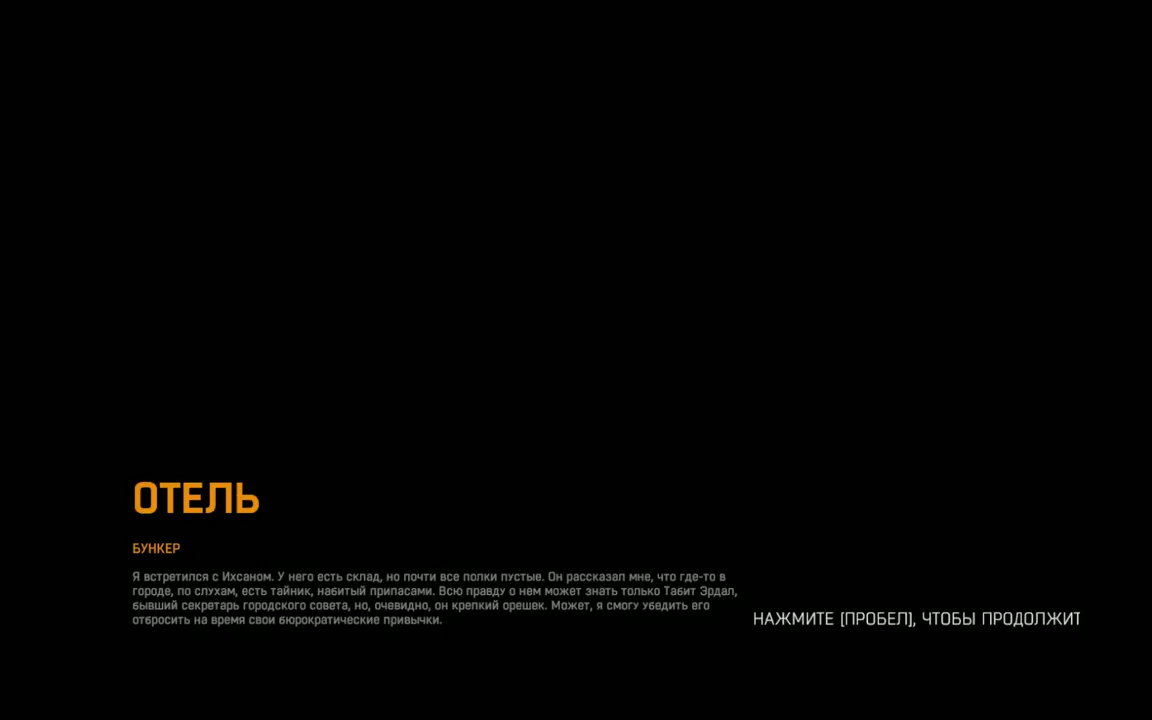 ОТЕЛЬ
БУНКЕР
Я встретился с Ихсаном. У него есть склад, но почти все полки пустые. Он рассказал мне, что где-то в
городе, по слухам, есть тайник, набитый припасами. Всю правду о нем может знать только Табит Эрдал,
бывший секретарь городского совета, но, очевидно, он крепкий орешек. Может, я смогу убедить его
отбросить на время свои бюрократические привычки.
НАЖМИТЕ [ПРОБЕЛ], ЧТОБЫ ПРОДОЛЖИТ